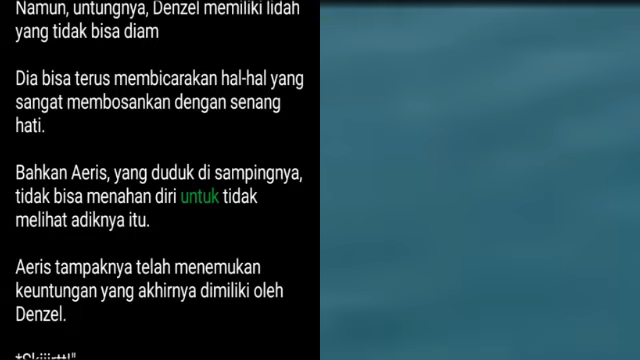 Namun, untungnya, Denzel memiliki lidah
yang tidak bisa diam
Dia bisa terus membicarakan hal-hal yang
sangat membosankan dengan senang
hati.
Bahkan Aeris, yang duduk di sampingnya,
tidak bisa menahan diri untuk tidak
melihat adiknya itu.
Aeris tampaknya telah menemukan
keuntungan yang akhirnya dimiliki oleh
Denzel.